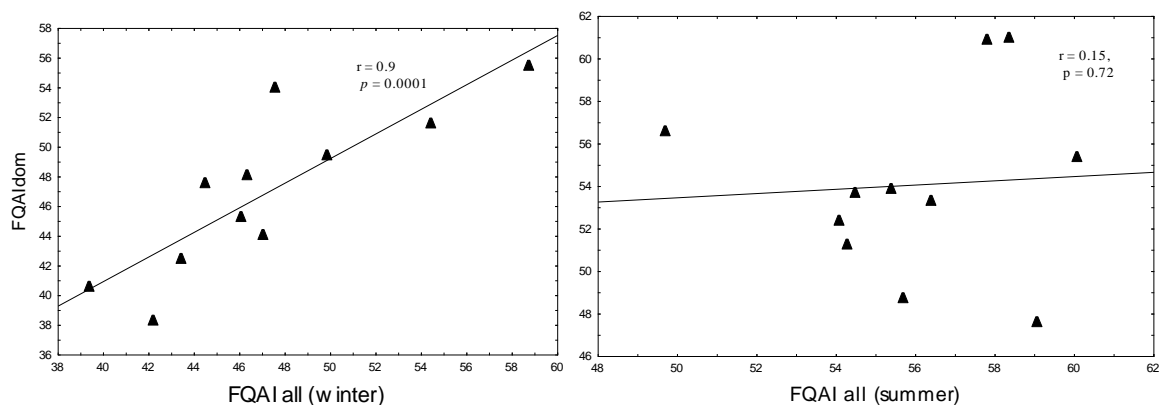 58
56
54
52
50
48
46
44
42
40
38
36
FQAIdom
r = 0.9
p = 0.0001
38 40 42 44 46 48 50 52 54 56 58 60
FQAI all (winter)
62
60
58
56
54
52
50
48
46
r = 0.15,
p = 0.72
48 50 52 54 56 58 60 62
FQAI all (summer)